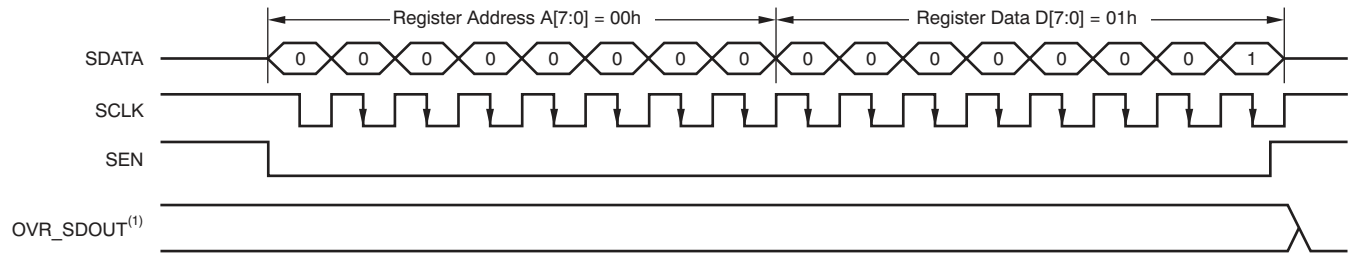 Register Address A[7:0] = 00h Register Data D[7:0] = 01h
SDATA 0 0 0 0 0 0 0 0 0 0 0 0 0 0 0 1
SCLK
SEN
OVR_SDOUT(1)